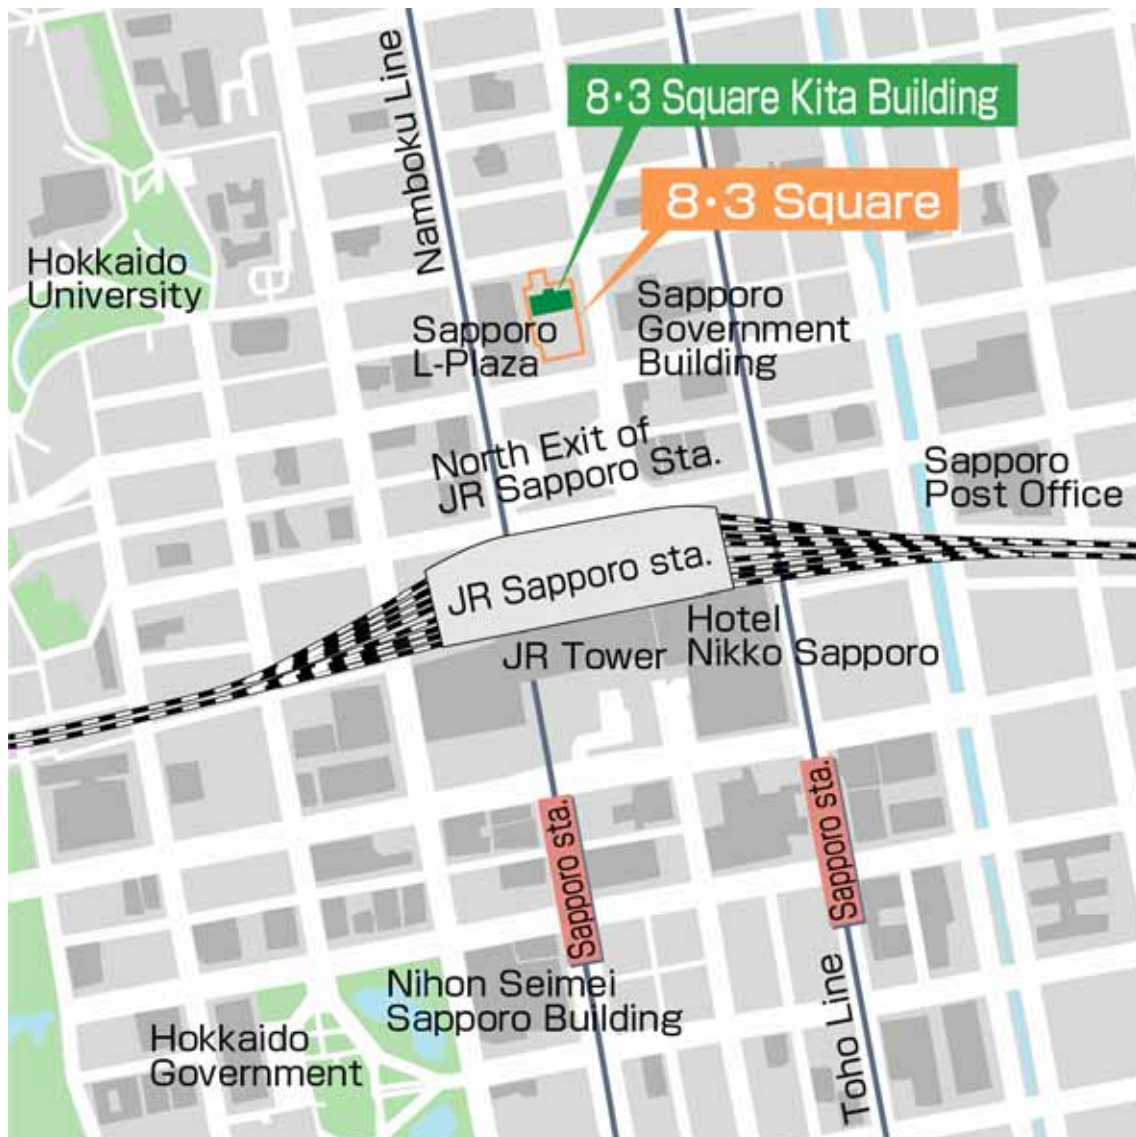 Namboku Line
8・3 Square Kita Building
8・3 Square
Hokkaido
University
Sapporo
L-Plaza
Sapporo
Government
Building
North Exit of
JR Sapporo Sta.
Sapporo
Post Office
JR Sapporo sta.
JR Tower
Hotel
Nikko Sapporo
Sapporo sta.
Sapporo sta.
Nihon Seimei
Sapporo Building
Toho Line
Hokkaido
Government